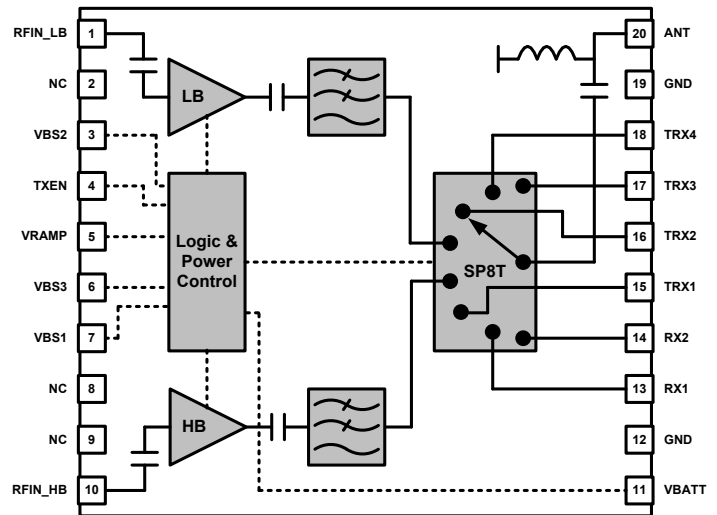 RFIN_LB 1
NC 2
VBS2 3
TXEN 4
VRAMP 5
VBS3 6
VBS1 7
NC 8
NC 9
RFIN_HB 10
LB
Logic &
Power
Control
HB
SP8T
20 ANT
19 GND
18 TRX4
17 TRX3
16 TRX2
15 TRX1
14 RX2
13 RX1
12 GND
11 VBATT